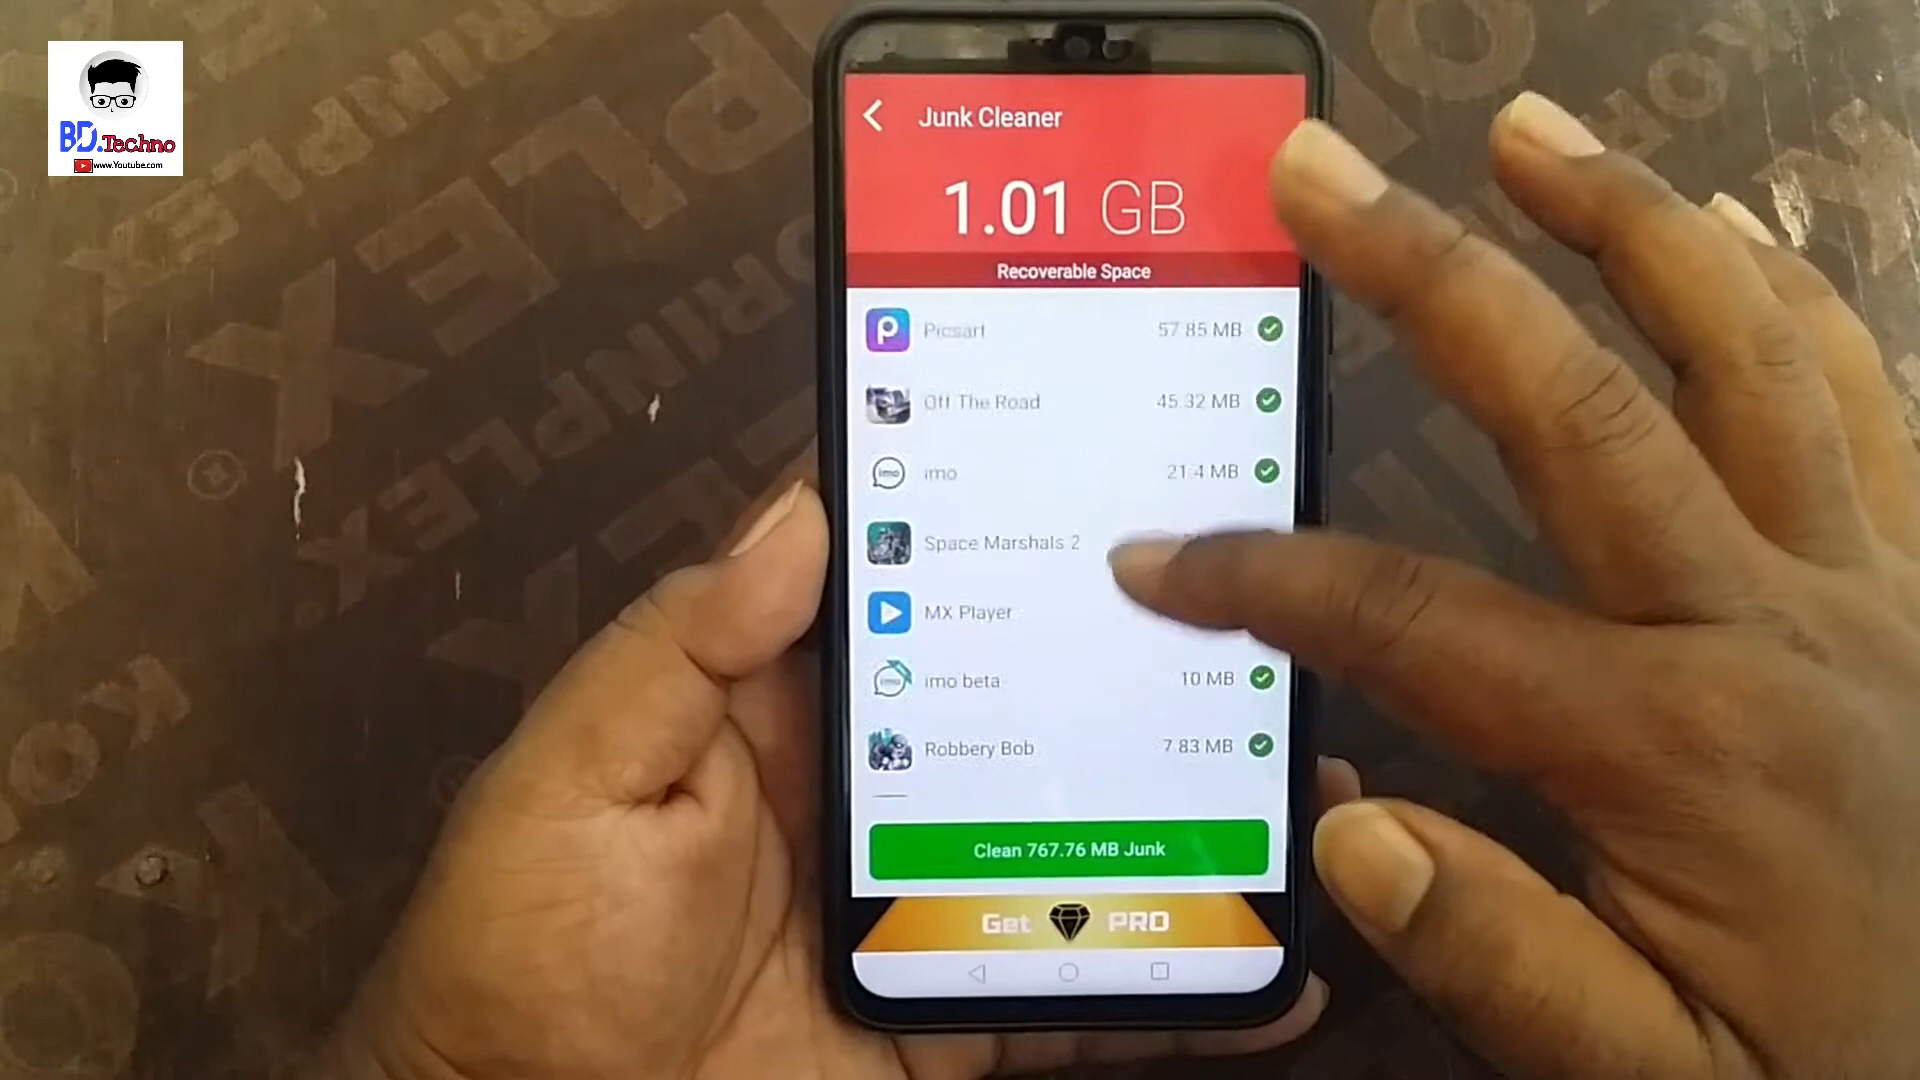 BD.Techno
www.Youtube.com
Junk Cleaner
1.01 GB
Recoverable Space
Picsart 57.85 MB
Off The Road 45.32 MB
imo imo 21.4 MB
Space Marshals 2
MX Player
imo beta 10 MB
Robbery Bob 7.83 MB
Clean 767.76 MB Junk
Get PRO